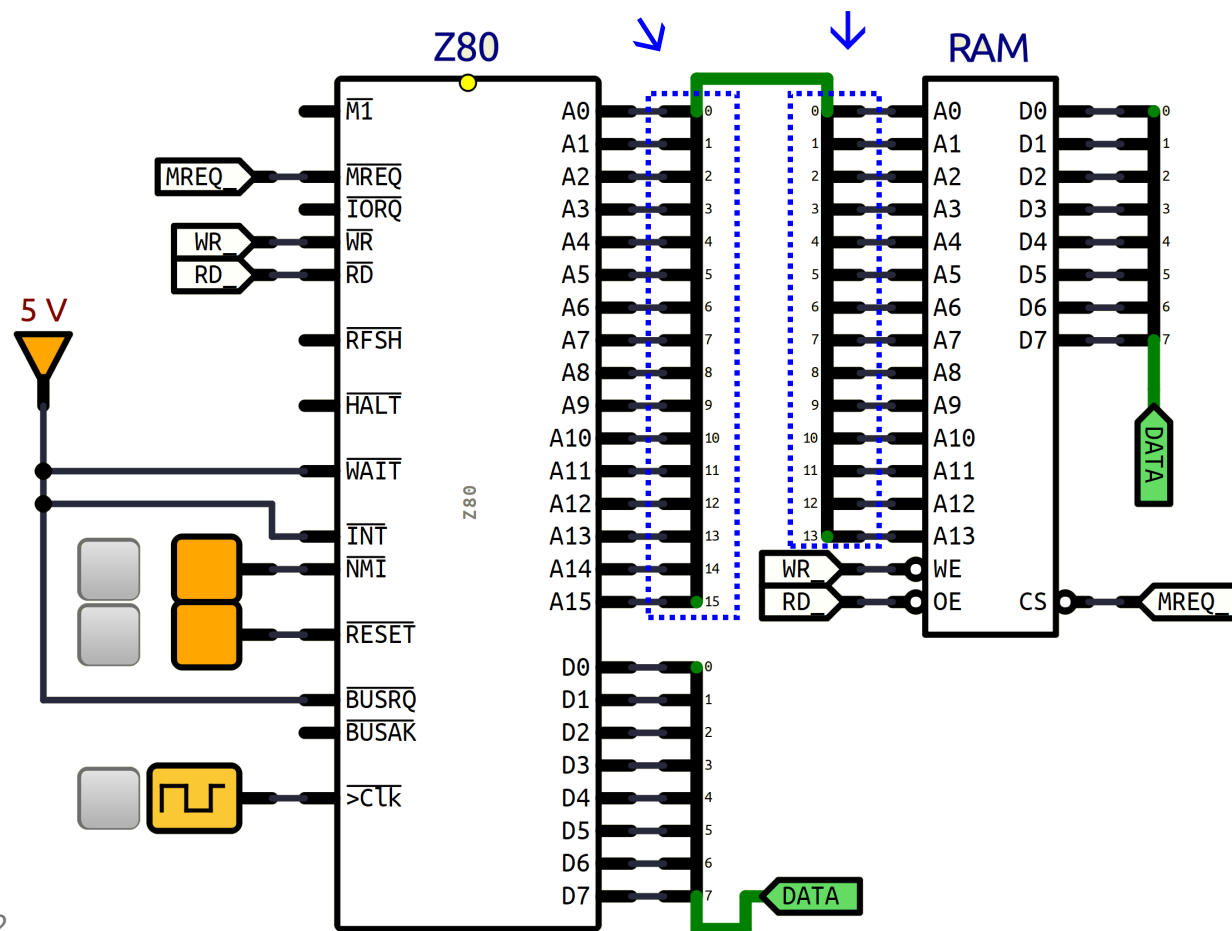 Z80
RAM
5 V
M1
MREQ
IORQ
WR
RD
RFSH
HALT
WAIT
INT
NMI
RESET
BUSRQ
BUSAK
>Clk
MREQ_
WR_
RD_
Z80
A0
A1
A2
A3
A4
A5
A6
A7
A8
A9
A10
A11
A12
A13
A14
A15
D0
D1
D2
D3
D4
D5
D6
D7
0
1
2
3
4
5
6
7
8
9
10
11
12
13
14
15
0
1
2
3
4
5
6
7
DATA
0
1
2
3
4
5
6
7
8
9
10
11
12
13
WR_
RD_
A0
A1
A2
A3
A4
A5
A6
A7
A8
A9
A10
A11
A12
A13
WE
OE
D0
D1
D2
D3
D4
D5
D6
D7
CS
0
1
2
3
4
5
6
7
DATA
MREQ_